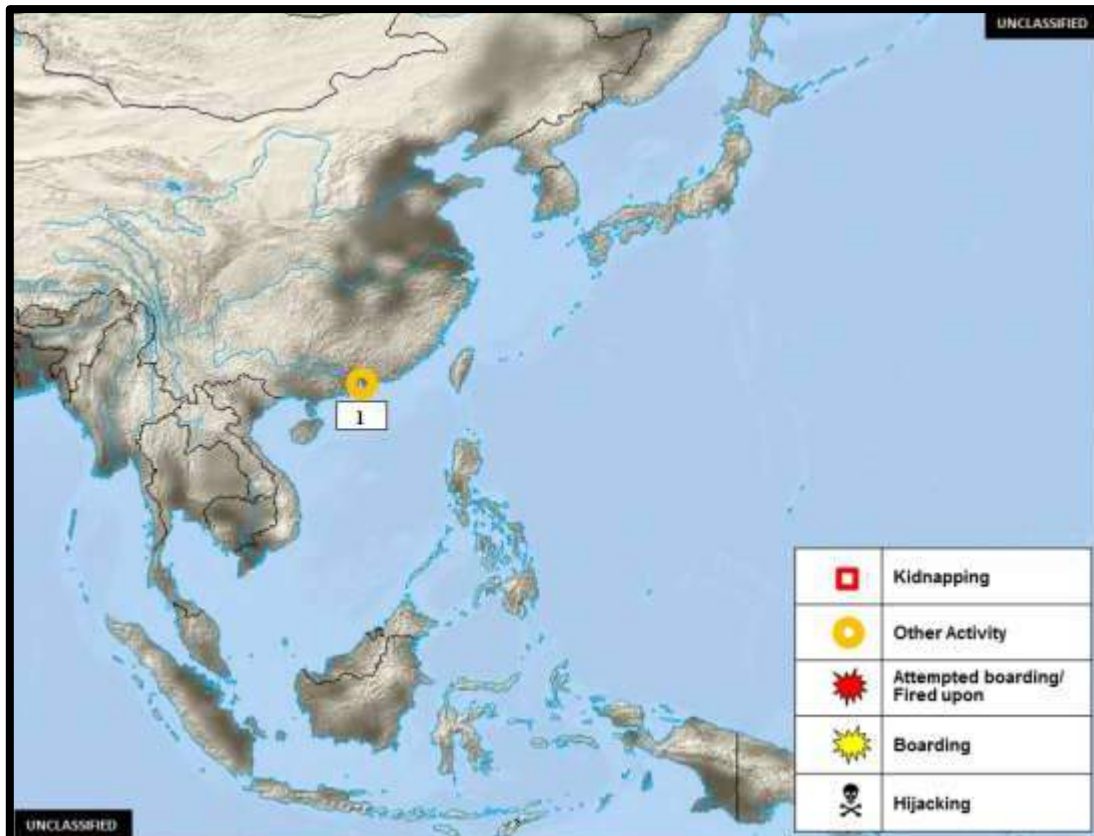 UNCLASSIFIED
1
Kidnapping
Other Activity
Attempted boarding/
Fired upon
Boarding
Hijacking
UNCLASSIFIED